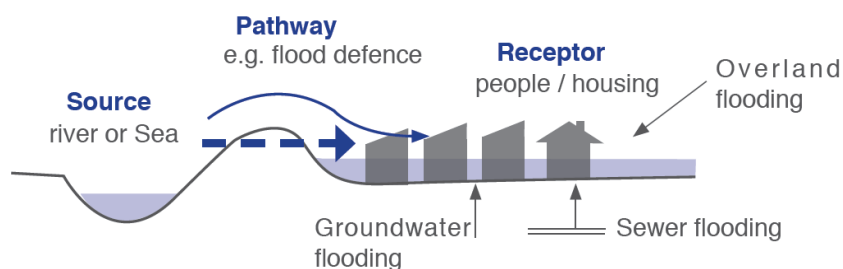 Pathway
e.g. flood defence
Receptor
people / housing
Source
river or Sea
Overland
flooding
Groundwater
flooding
Sewer flooding